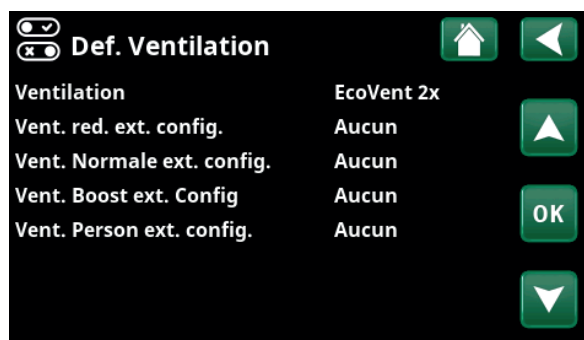 Def. Ventilation
Ventilation EcoVent 2x
Vent. red. ext. config. Aucun
Vent. Normale ext. config. Aucun
Vent. Boost ext. Config Aucun
Vent. Person ext. config. Aucun
OK